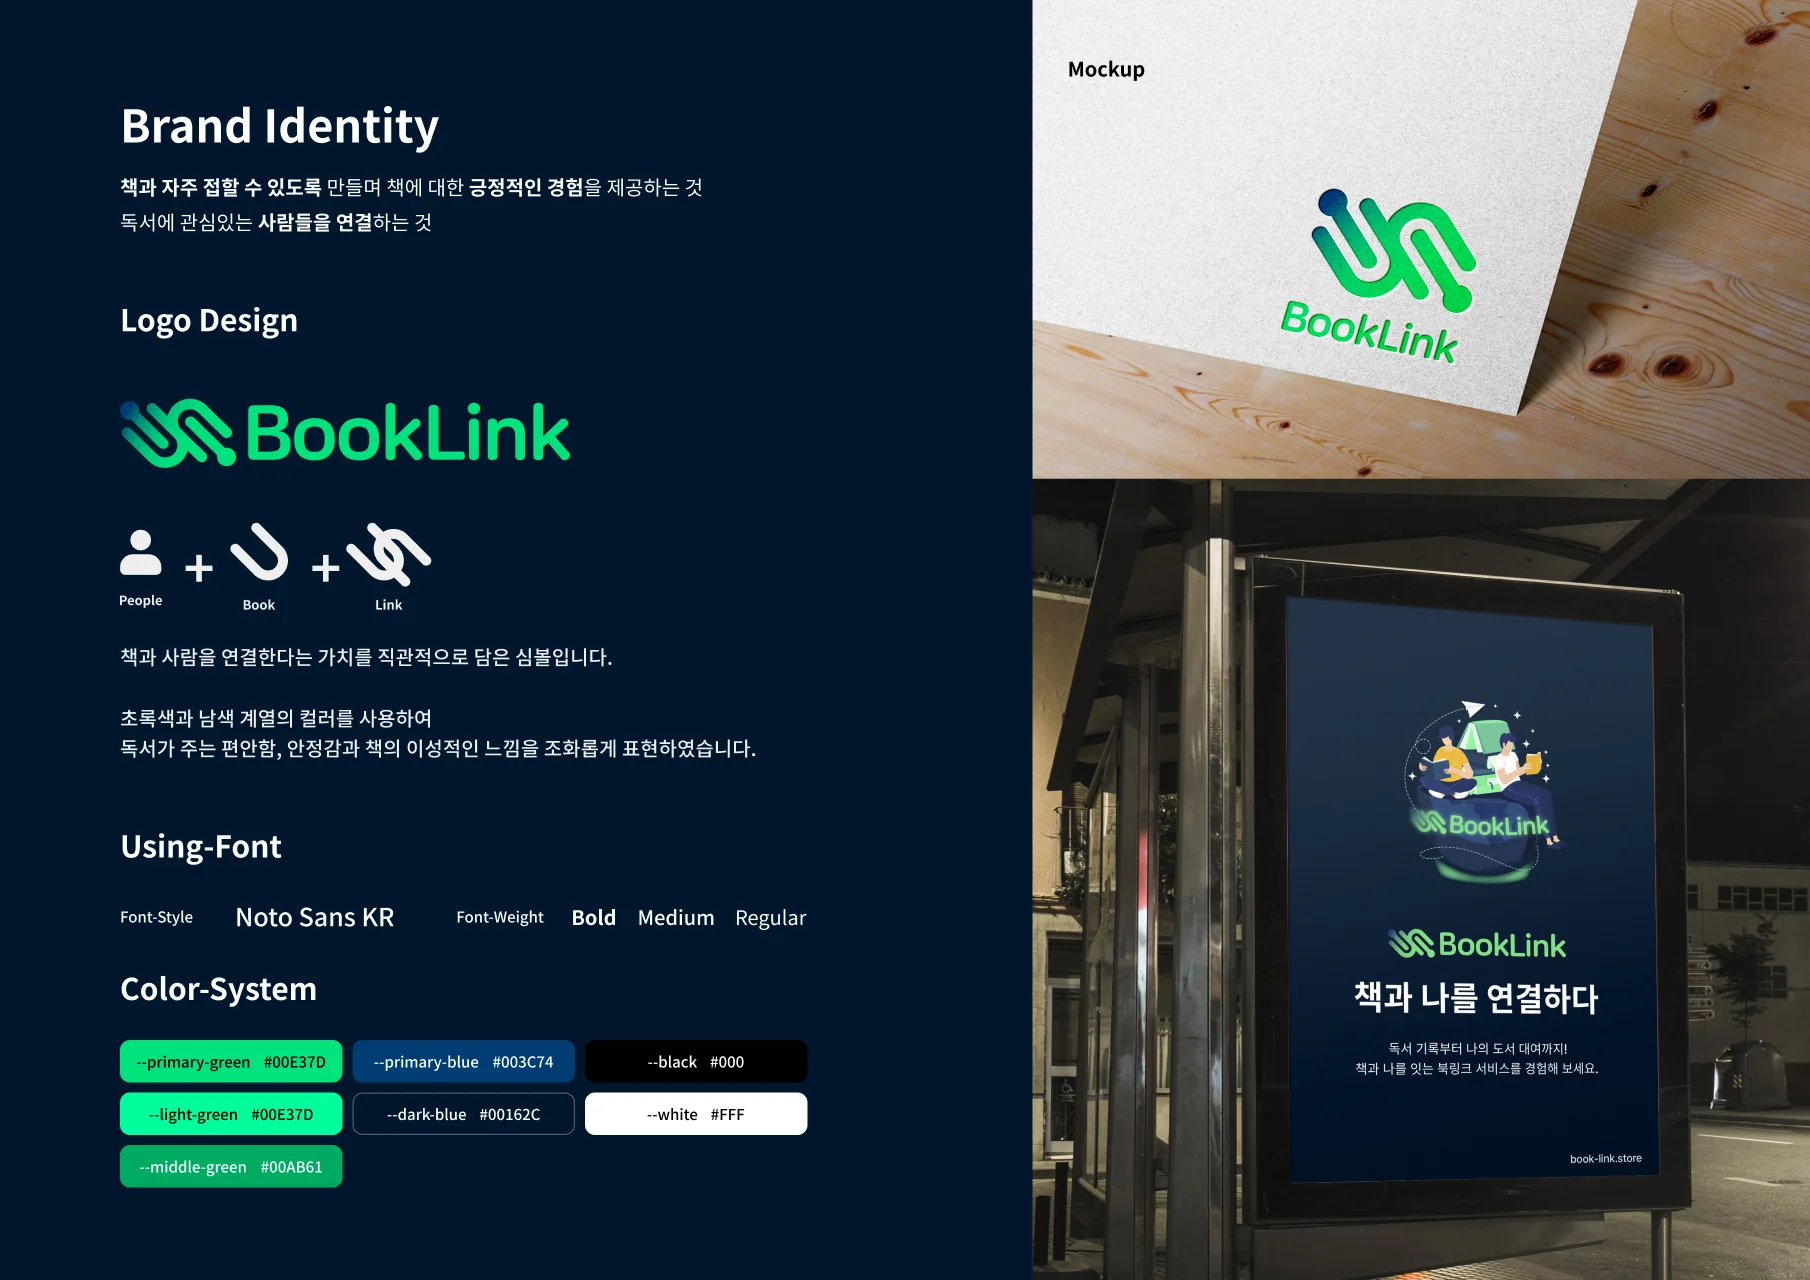 Brand Identity
책과 자주 접할 수 있도록 만들며 책에 대한 긍정적인 경험을 제공하는 것
독서에 관심있는 사람들을 연결하는 것
Logo Design
BookLink
+ +
People Book Link
책과 사람을 연결한다는 가치를 직관적으로 담은 심볼입니다.
초록색과 남색 계열의 컬러를 사용하여
독서가 주는 편안함, 안정감과 책의 이성적인 느낌을 조화롭게 표현하였습니다.
Using-Font
Font-Style Noto Sans KR Font-Weight Bold Medium Regular
Color-System
--primary-green #00E37D --primary-blue #003C74 --black #000
--light-green #00E37D --dark-blue #00162C --white #FFF
--middle-green #00AB61
Mockup
BookLink
BookLink
BookLink
책과 나를 연결하다
독서 기록부터 나의 도서 대여까지!
책과 나를 잇는 북링크 서비스를 경험해 보세요.
book-link.store